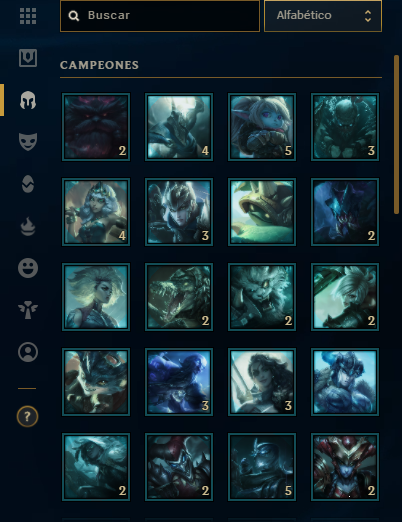 Buscar
Alfabético
CAMPEONES
2 4 5 3
4 3 2
2 2 2
3 3
2 2 5 2
?